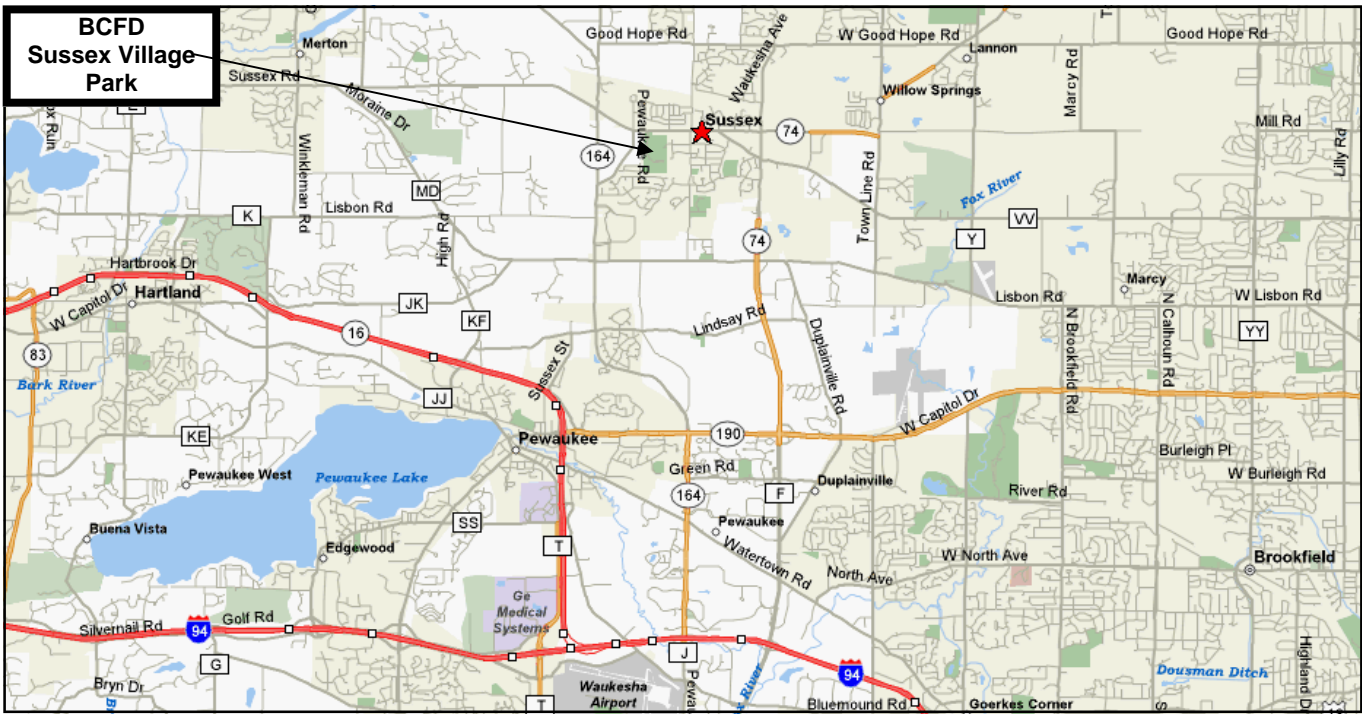 BCFD
Sussex Village
Park
Merton
Sussex Rd
Moraine Dr
Good Hope Rd
W Good Hope Rd
Good Hope Rd
Waukesha Ave
Lannon
Marcy Rd
Willow Springs
Pewaukee Rd
Sussex
74
Mill Rd
Lilly Rd
164
Winkleman Rd
MD
Town Line Rd
Fox River
K
Lisbon Rd
High Rd
VV
Y
74
Hartbrook Dr
Hartland
W Capitol Dr
JK
KF
Lindsay Rd
Duplainville Rd
Lisbon Rd
Marcy
W Lisbon Rd
N Brookfield Rd
N Calhoun Rd
YY
16
83
Bark River
Sussex St
JJ
W Capitol Dr
KE
Pewaukee
190
Burleigh Pl
W Burleigh Rd
Pewaukee West
Pewaukee Lake
Green Rd
164
F
Duplainville
River Rd
Buena Vista
SS
Pewaukee
Edgewood
T
Watertown Rd
North Ave
W North Ave
Brookfield
Ge
Medical
Systems
Silvernail Rd
94
Golf Rd
G
J
94
Bryn Dr
T
Waukesha
Airport
Bluemound Rd
Goerkes Corner
Dousman Ditch